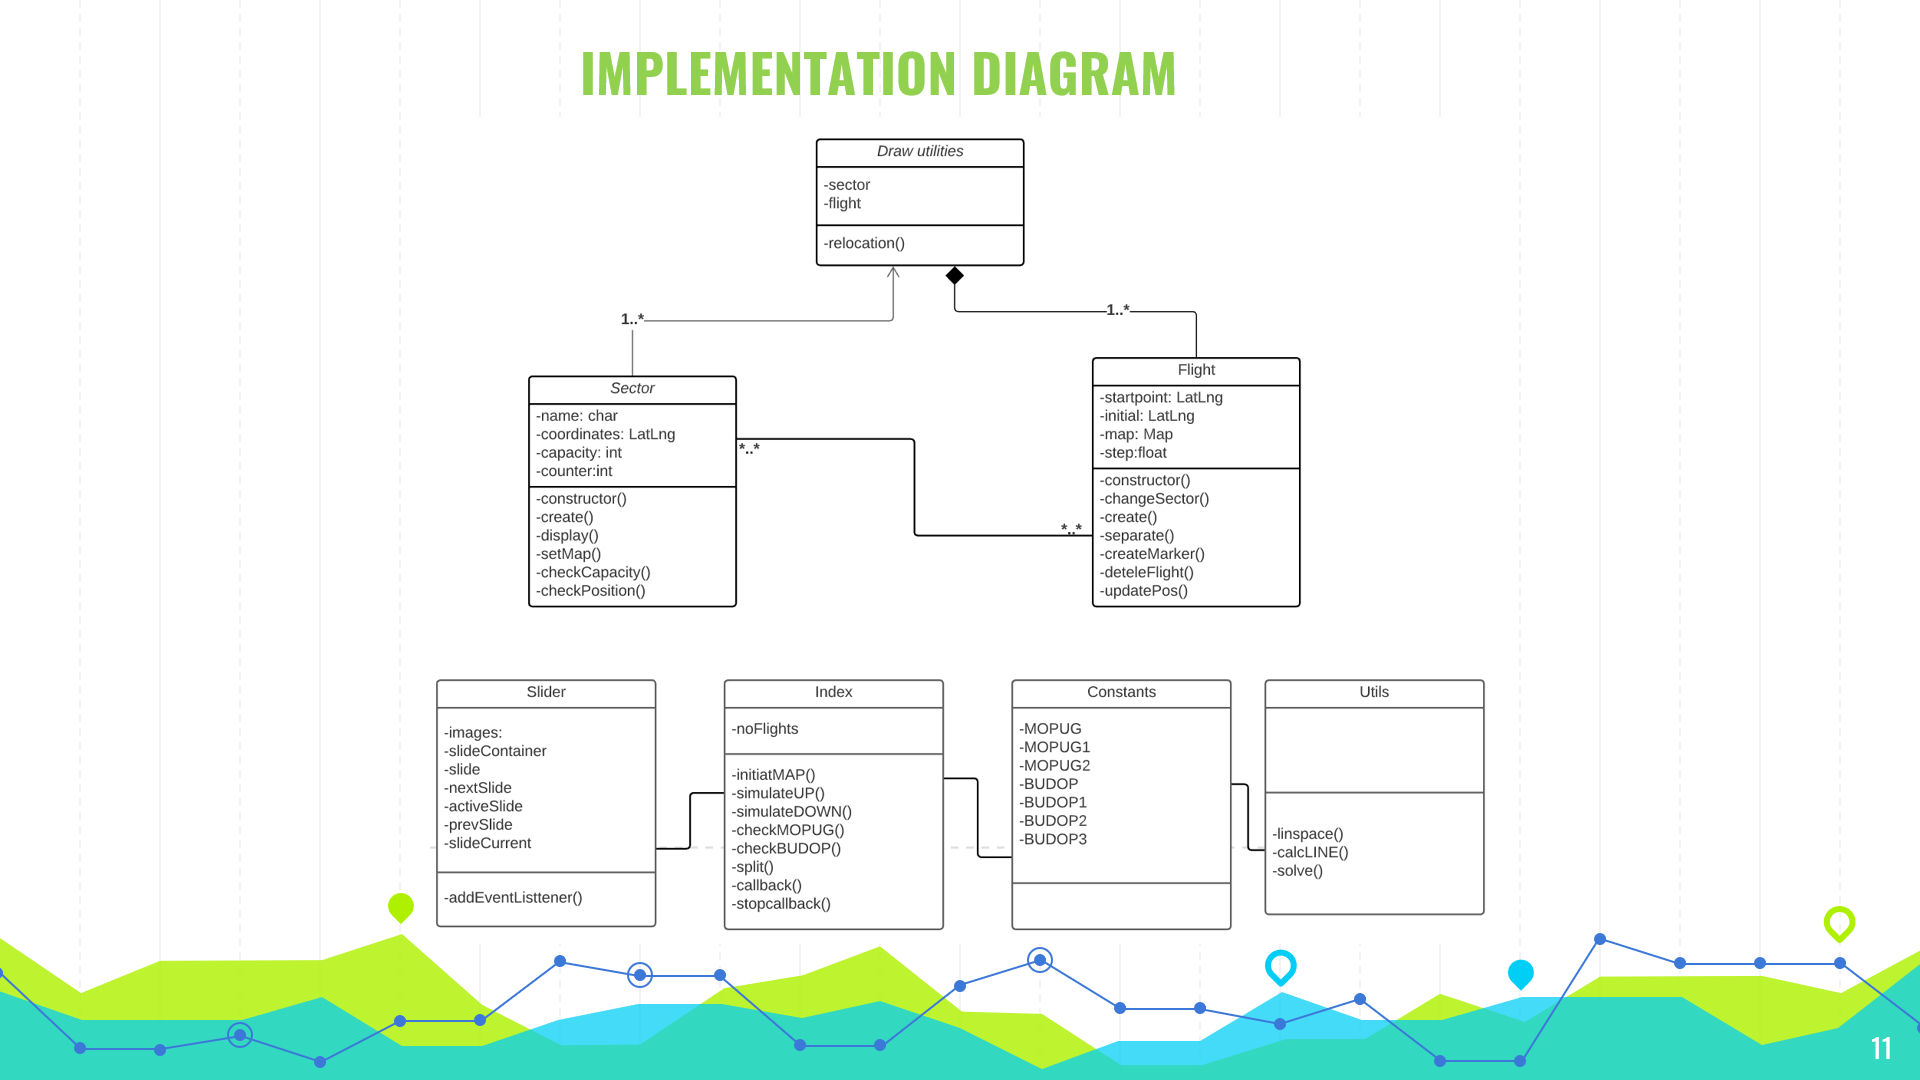 IMPLEMENTATION DIAGRAM
Draw utilities
-sector
-flight
-relocation()
1..*
1..*
Sector
-name: char
-coordinates: LatLng
-capacity: int
-counter:int
-constructor()
-create()
-display()
-setMap()
-checkCapacity()
-checkPosition()
*..*
*..*
Flight
-startpoint: LatLng
-initial: LatLng
-map: Map
-step:float
-constructor()
-changeSector()
-create()
-separate()
-createMarker()
-deteleFlight()
-updatePos()
Slider
-images:
-slideContainer
-slide
-nextSlide
-activeSlide
-prevSlide
-slideCurrent
-addEventListtener()
Index
-noFlights
-initiatMAP()
-simulateUP()
-simulateDOWN()
-checkMOPUG()
-checkBUDOP()
-split()
-callback()
-stopcallback()
Constants
-MOPUG
-MOPUG1
-MOPUG2
-BUDOP
-BUDOP1
-BUDOP2
-BUDOP3
Utils
-linspace()
-calcLINE()
-solve()
11